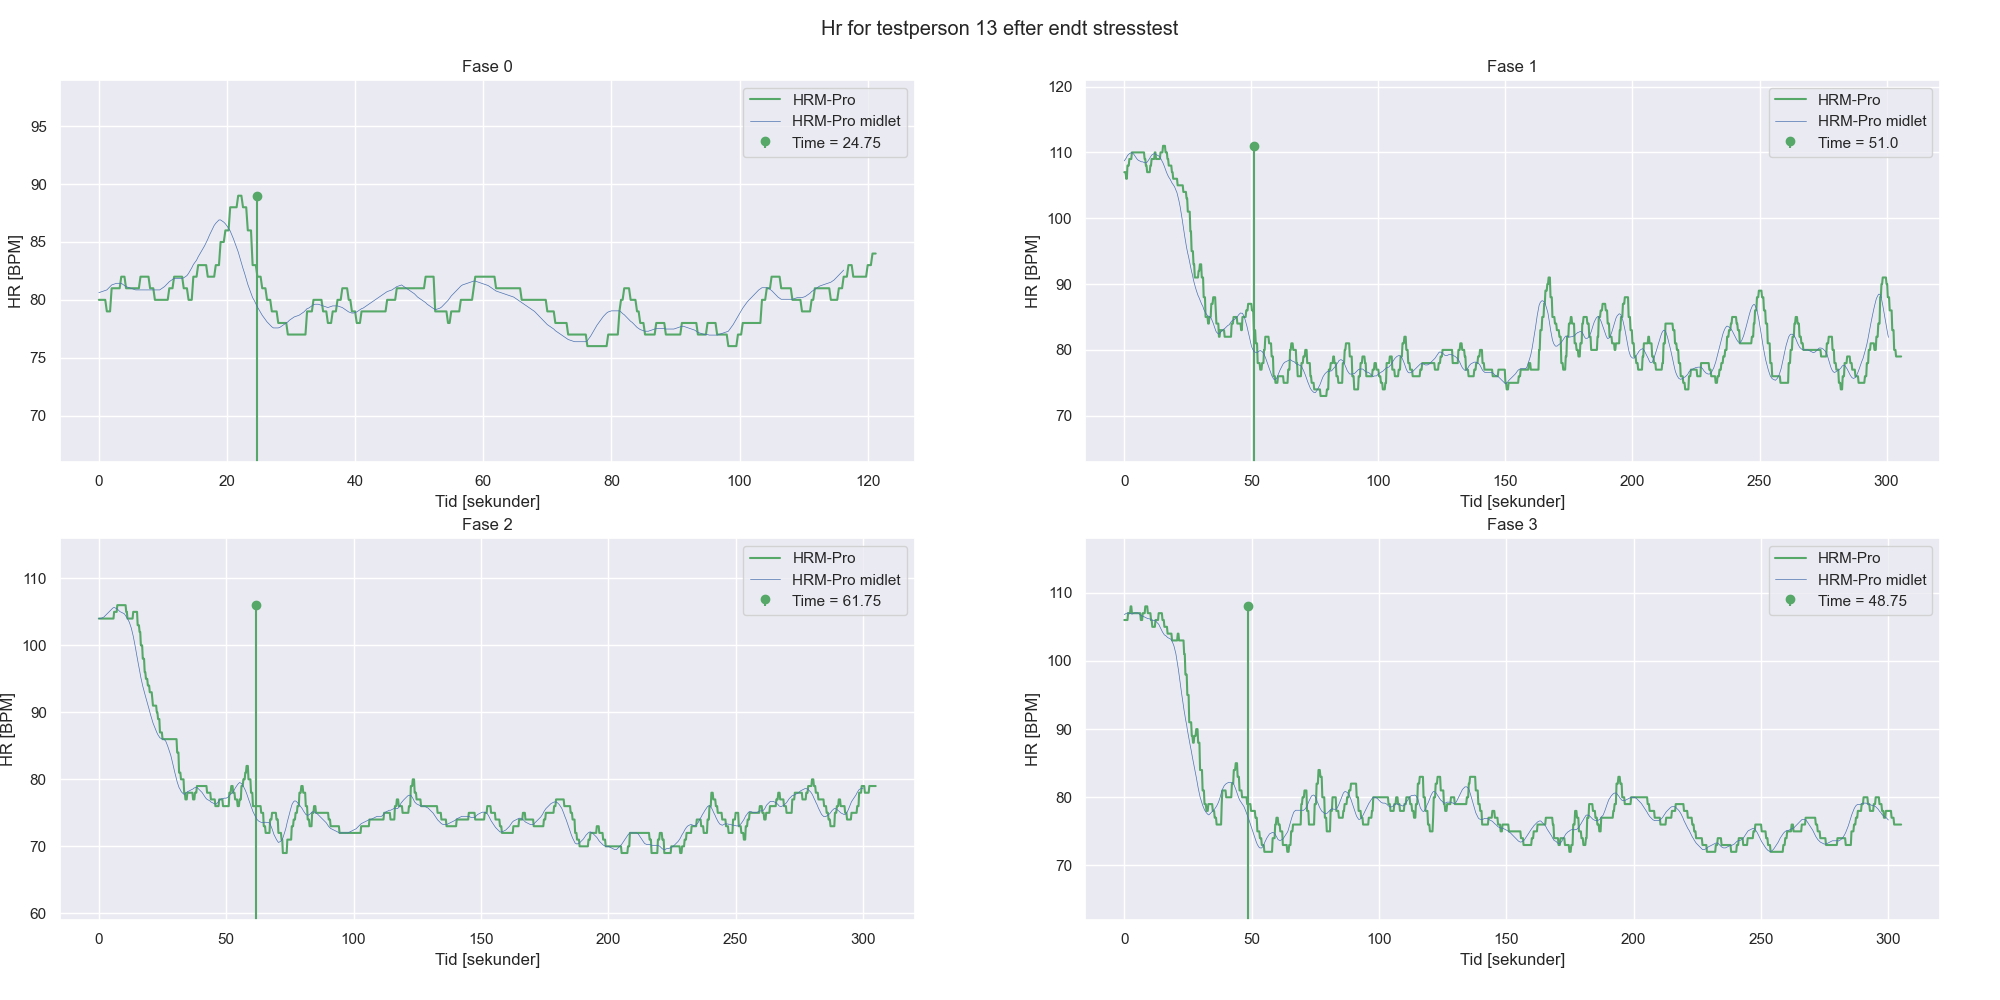 Hr for testperson 13 efter endt stresstest
Fase 0
HR [BPM]
95
90
85
80
75
70
HRM-Pro
HRM-Pro midlet
Time = 24.75
0 20 40 60 80 100 120
Tid [sekunder]
Fase 1
HR [BPM]
120
110
100
90
80
70
HRM-Pro
HRM-Pro midlet
Time = 51.0
0 50 100 150 200 250 300
Tid [sekunder]
Fase 2
HR [BPM]
110
100
90
80
70
60
HRM-Pro
HRM-Pro midlet
Time = 61.75
0 50 100 150 200 250 300
Tid [sekunder]
Fase 3
HR [BPM]
110
100
90
80
70
HRM-Pro
HRM-Pro midlet
Time = 48.75
0 50 100 150 200 250 300
Tid [sekunder]